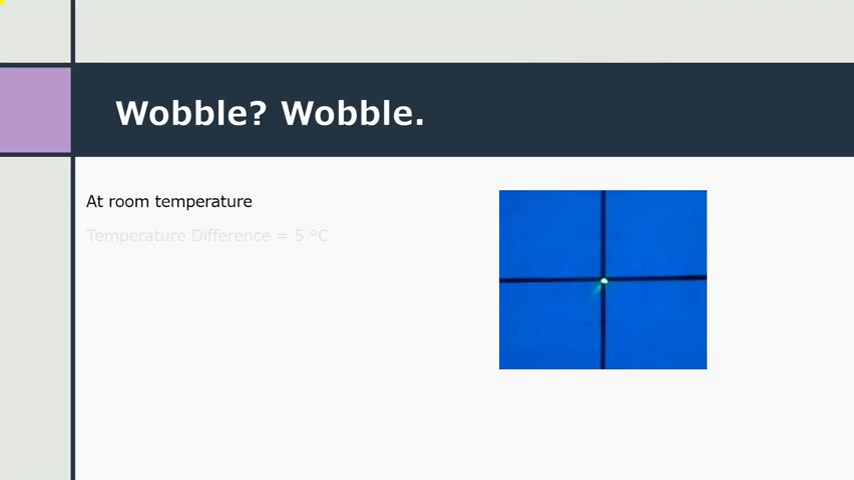 Wobble? Wobble.
At room temperature
Temperature Difference = 5 °C